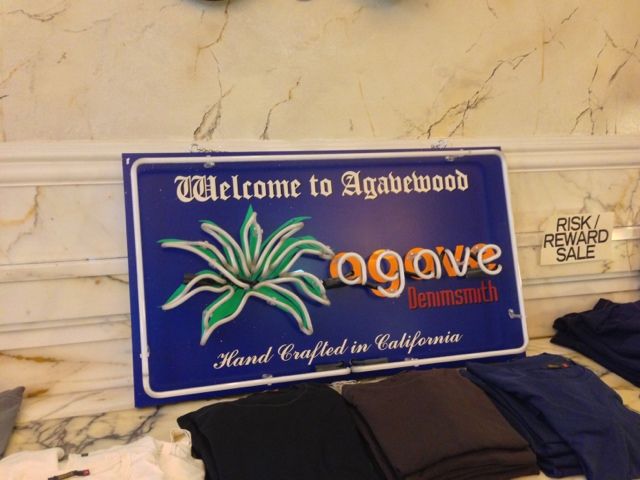 Welcome to Agavewood
agave
Denimsmith
Hand Crafted in California
RISK/
REWARD
SALE